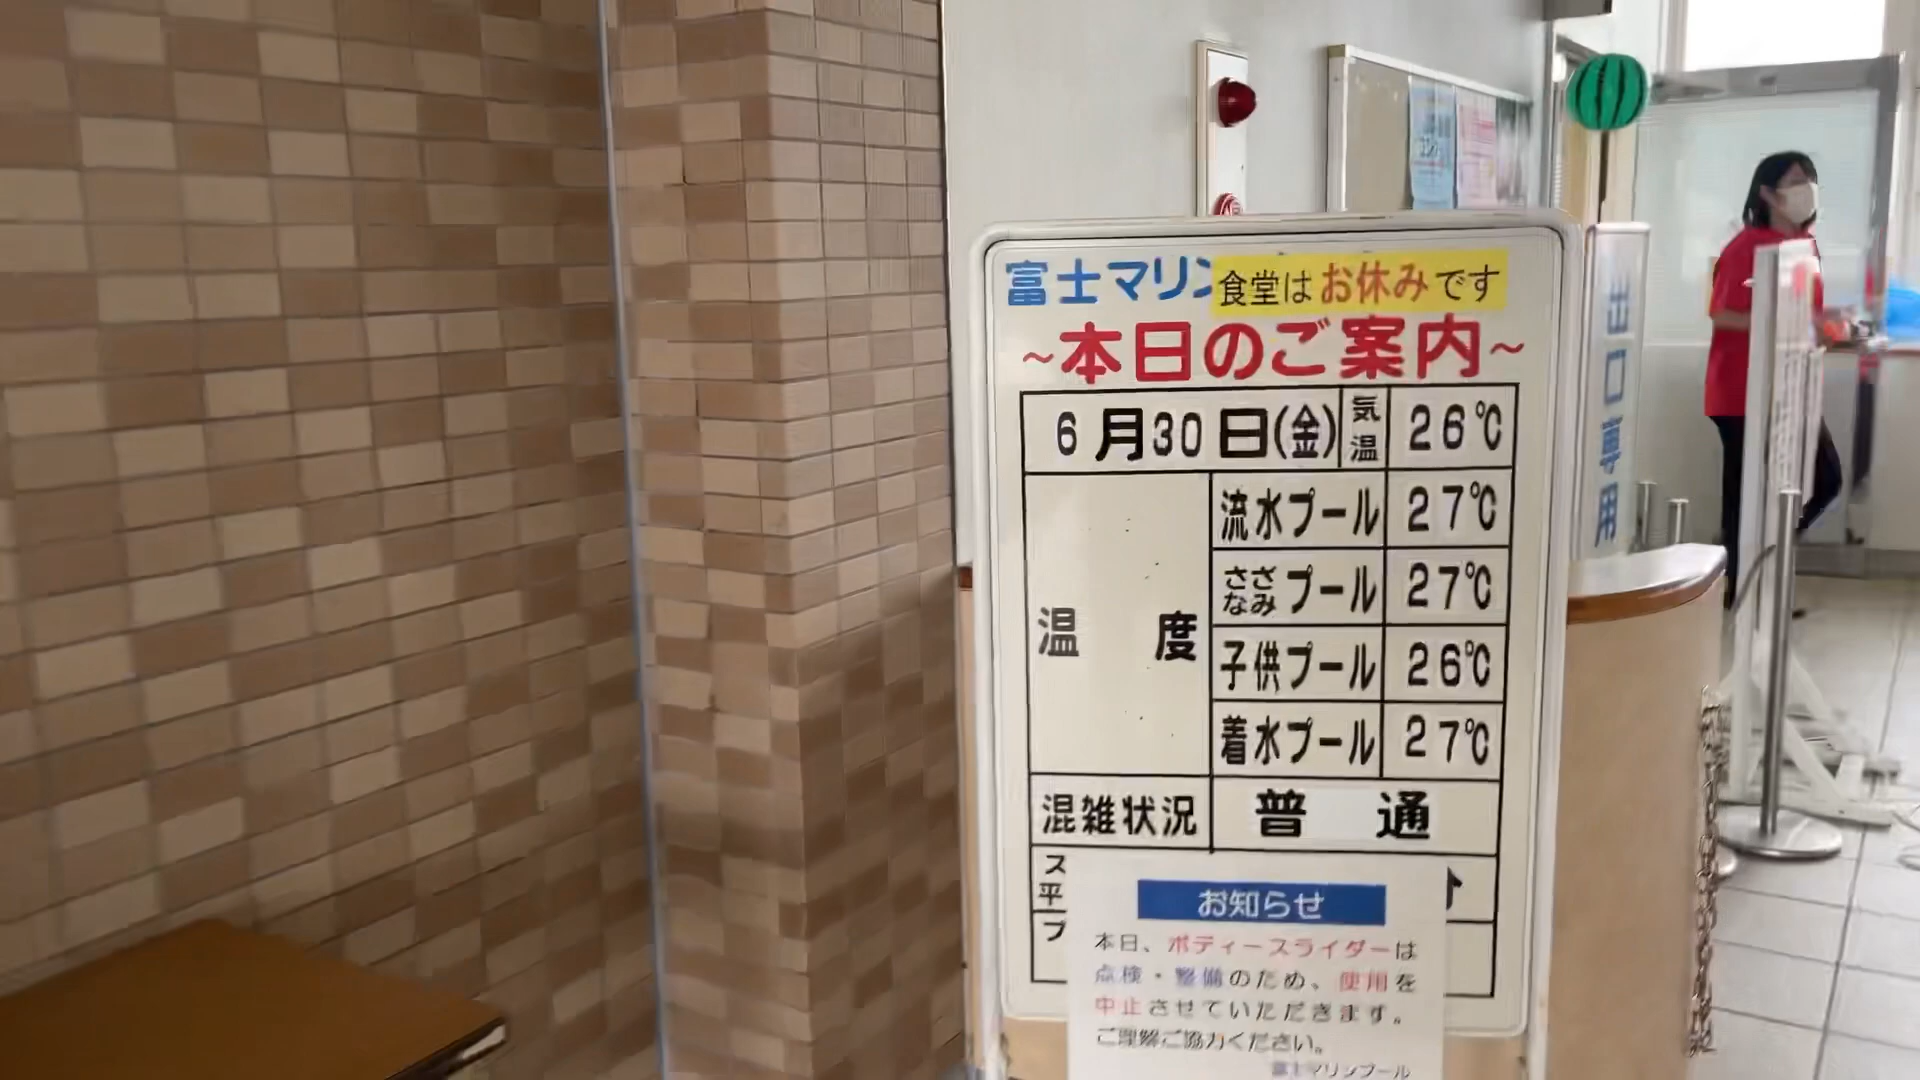 富士マリン
食堂はお休みです
~本日のご案内~
6月30日(金) 気温 26℃
温度
流水プール 27℃
さざなみプール 27℃
子供プール 26℃
着水プール 27℃
混雑状況 普通
ス
平
プ
お知らせ
本日、ボディースライダーは
点検・整備のため、使用を
中止させていただきます。
ご理解ご協力ください。
富士マリンプール
出口専用